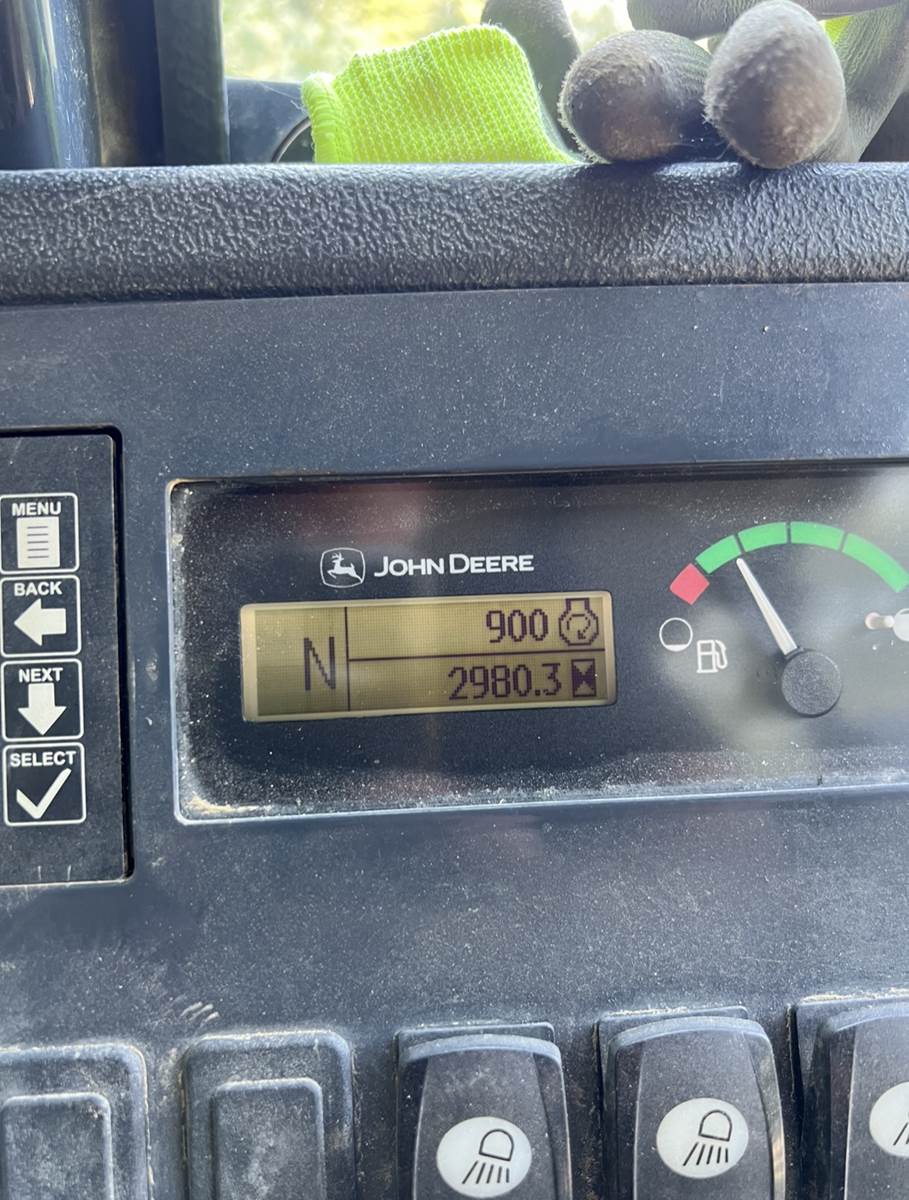 MENU
BACK
NEXT
SELECT
JOHN DEERE
N
900
2980.3